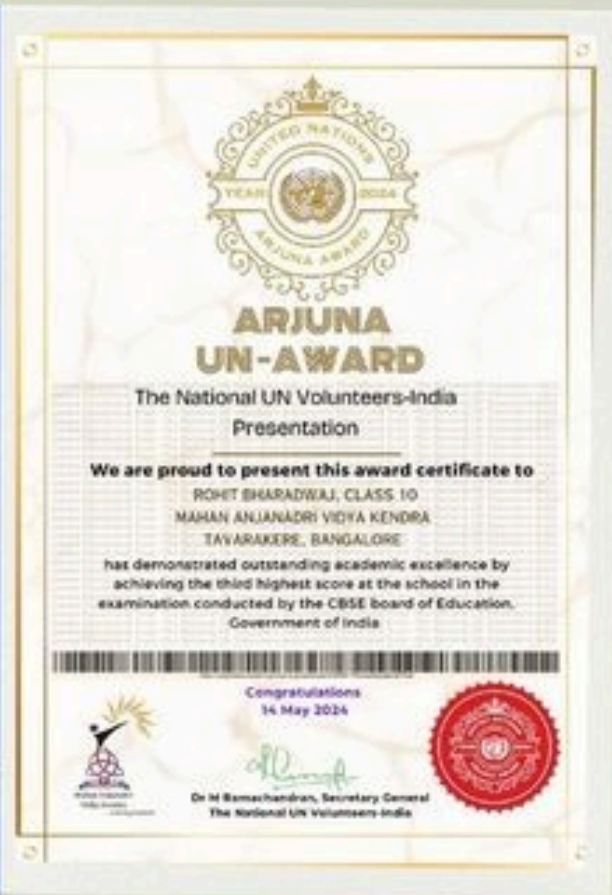 UNITED NATIONS
YEAR 2024
ARJUNA AWARD
ARJUNA
UN-AWARD
The National UN Volunteers-India
Presentation
We are proud to present this award certificate to
ROHIT BHARADWAJ, CLASS 10
MAHAN ANJANADRI VIDYA KENDRA
TAVARAKERE, BANGALORE
has demonstrated outstanding academic excellence by
achieving the third highest score at the school in the
examination conducted by the CBSE board of Education,
Government of India
Congratulations
14 May 2024
Dr M Ramachandran, Secretary General
The National UN Volunteers-India